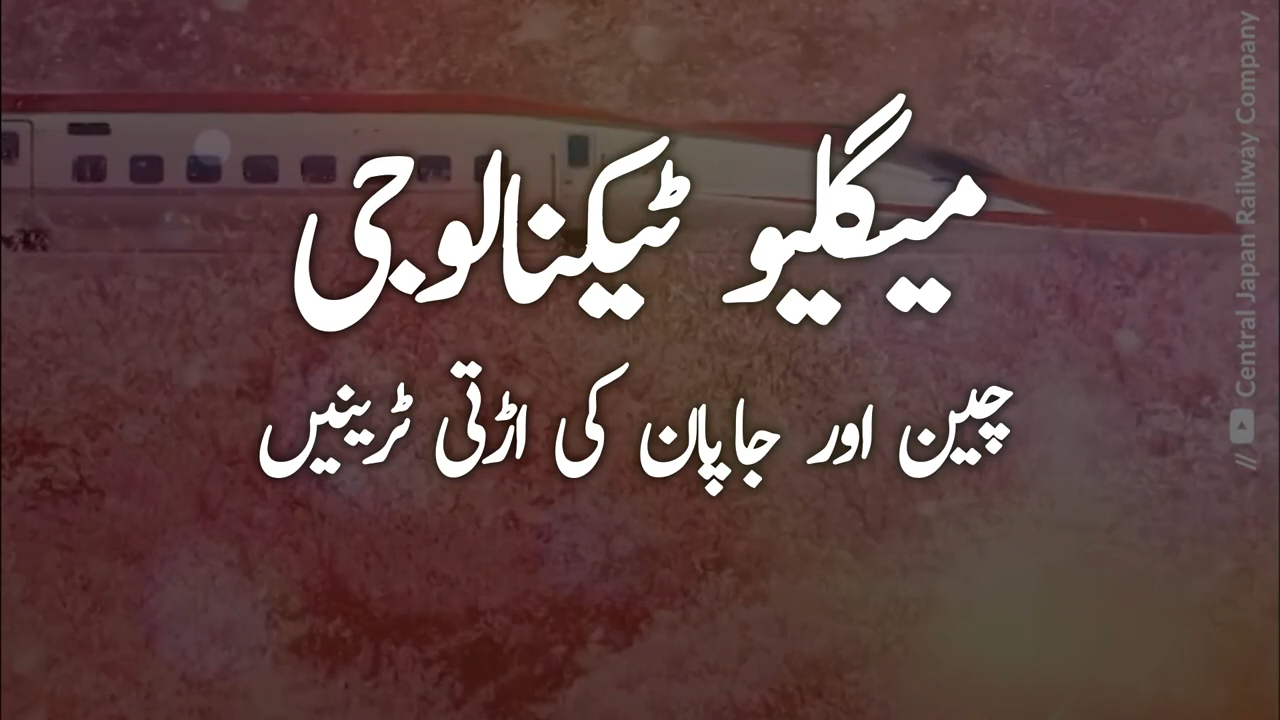 میگلیو ٹیکنالوجی
چین اور جاپان کی اڑتی ٹرینیں
// Central Japan Railway Company